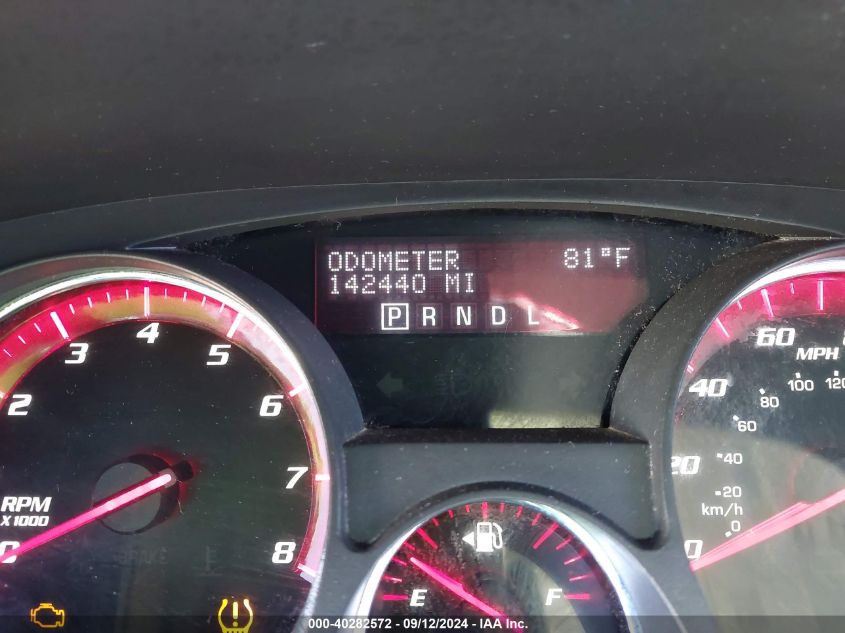 ODOMETER 81°F
142440 MI
P R N D L
2 3 4 5 6 7 8
RPM
X 1000
0 20 40 60
MPH
0 20 40 60 80 100 120
km/h
E F
000-40282572 - 09/12/2024 - IAA Inc.